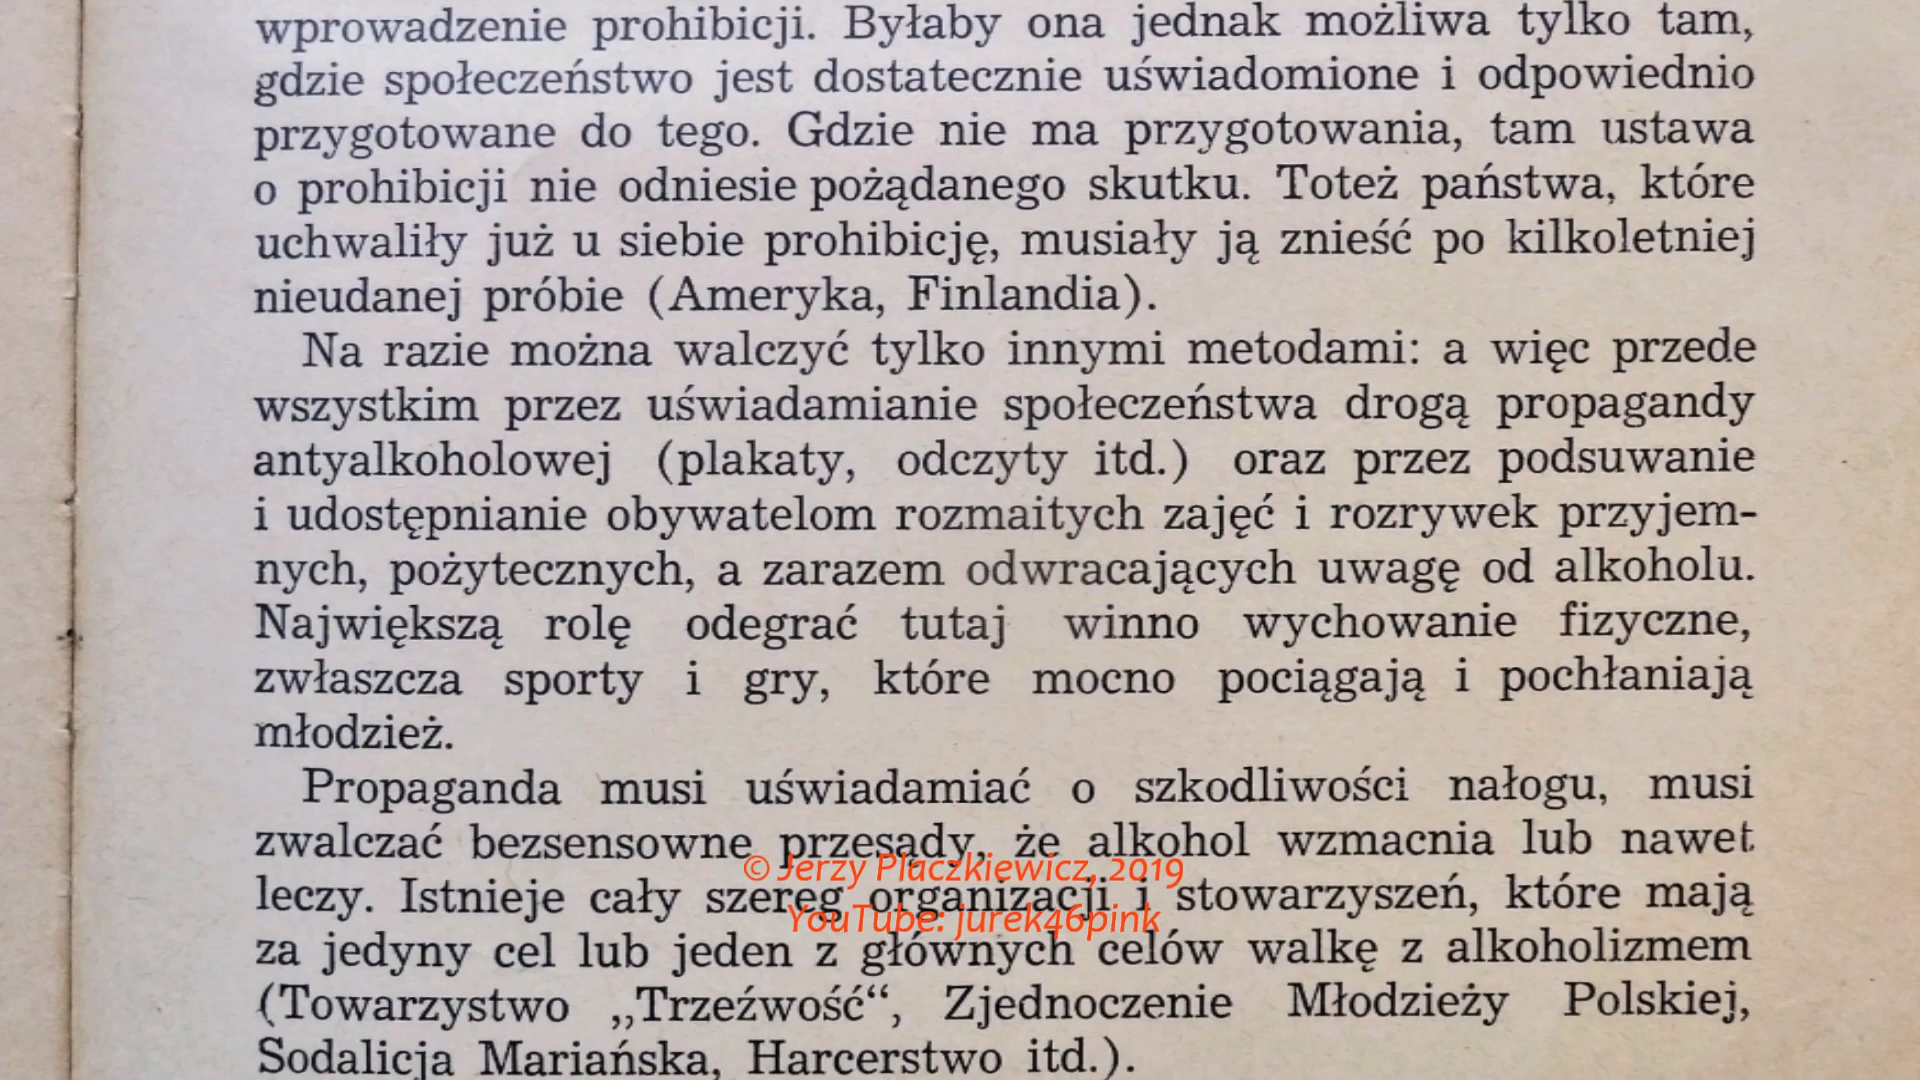 wprowadzenie prohibicji. Byłaby ona jednak możliwa tylko tam,
gdzie społeczeństwo jest dostatecznie uświadomione i odpowiednio
przygotowane do tego. Gdzie nie ma przygotowania, tam ustawa
o prohibicji nie odniesie pożądanego skutku. Toteż państwa, które
uchwaliły już u siebie prohibicję, musiały ją znieść po kilkoletniej
nieudanej próbie (Ameryka, Finlandia).
Na razie można walczyć tylko innymi metodami: a więc przede
wszystkim przez uświadamianie społeczeństwa drogą propagandy
antyalkoholowej (plakaty, odczyty itd.) oraz przez podsuwanie
i udostępnianie obywatelom rozmaitych zajęć i rozrywek przyjem-
nych, pożytecznych, a zarazem odwracających uwagę od alkoholu.
Największą rolę odegrać tutaj winno wychowanie fizyczne,
zwłaszcza sporty i gry, które mocno pociągają i pochłaniają
młodzież.
Propaganda musi uświadamiać o szkodliwości nałogu, musi
zwalczać bezsensowne przesądy, że alkohol wzmacnia lub nawet
© Jerzy Płaczkiewicz, 2019
leczy. Istnieje cały szereg organizacji i stowarzyszeń, które mają
YouTube: jurek46pink
za jedyny cel lub jeden z głównych celów walkę z alkoholizmem
(Towarzystwo „Trzeźwość“, Zjednoczenie Młodzieży Polskiej,
Sodalicja Mariańska, Harcerstwo itd.).